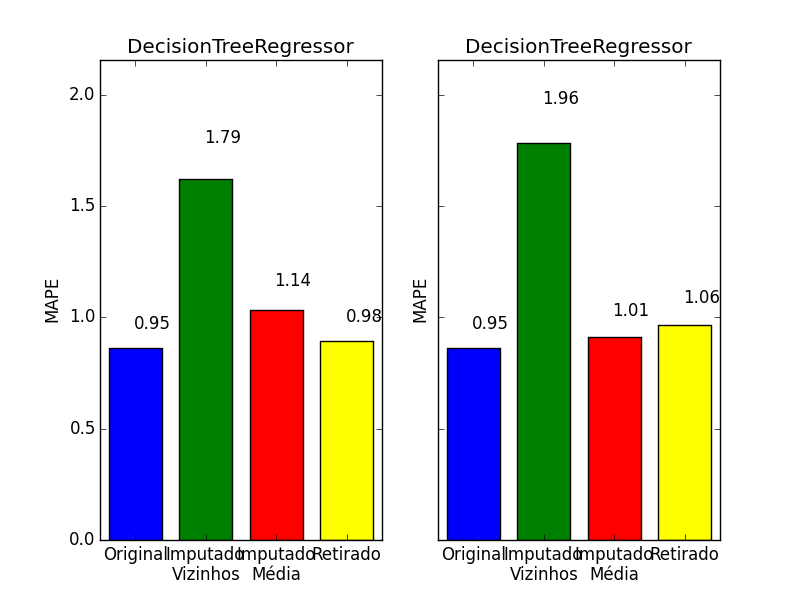 DecisionTreeRegressor
MAPE
2.0
1.5
1.0
0.5
0.0
0.95
1.79
1.14
0.98
Original Imputado Imputado Retirado
Vizinhos Média
DecisionTreeRegressor
MAPE
0.95
1.96
1.01
1.06
Original Imputado Imputado Retirado
Vizinhos Média